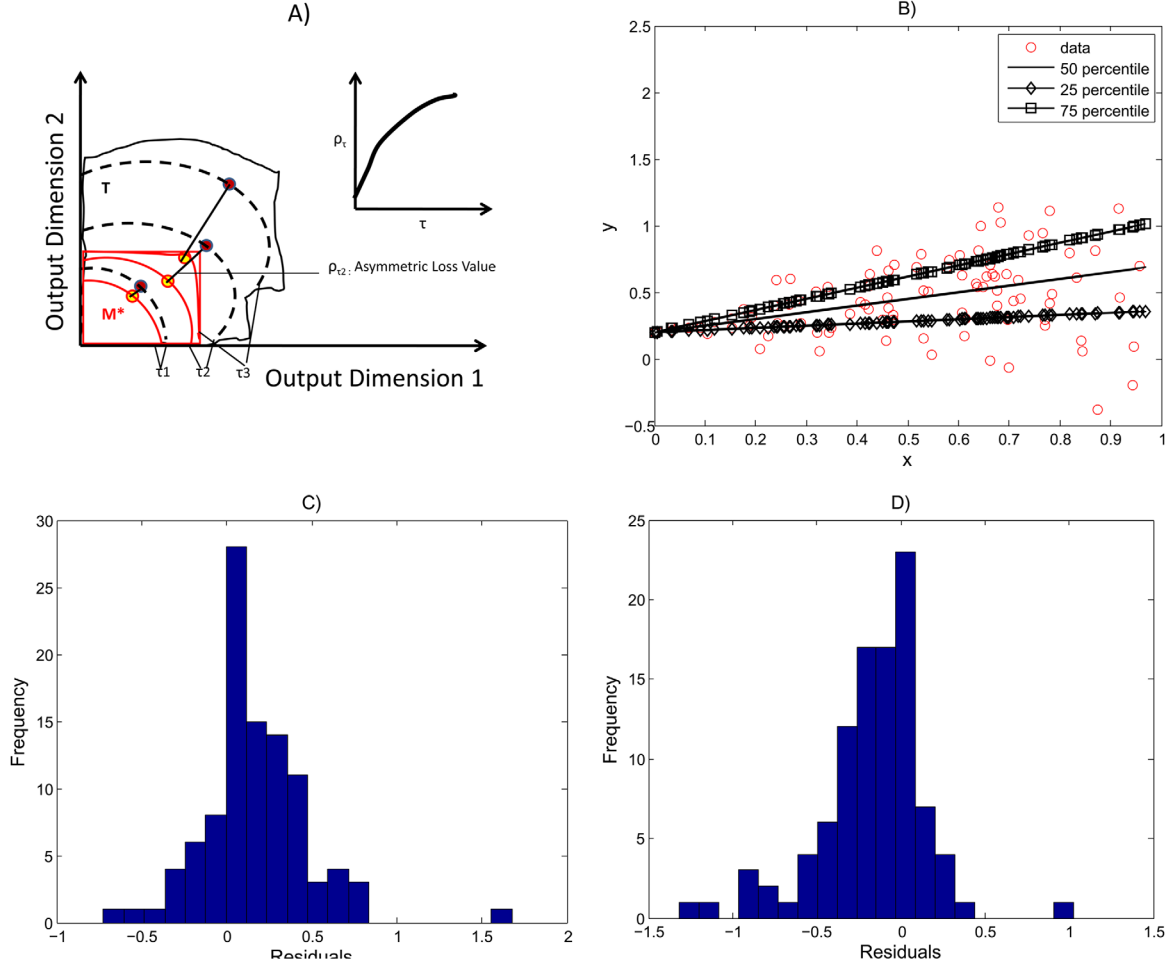 A)
Output Dimension 2
T
M*
ρτ
τ
ρτ2 : Asymmetric Loss Value
τ1
τ2
τ3
Output Dimension 1
B)
2.5
2
1.5
1
0.5
0
−0.5
y
data
50 percentile
25 percentile
75 percentile
0 0.1 0.2 0.3 0.4 0.5 0.6 0.7 0.8 0.9 1
x
C)
30
25
20
15
10
5
0
Frequency
−1 −0.5 0 0.5 1 1.5 2
Residuals
D)
25
20
15
10
5
0
Frequency
−1.5 −1 −0.5 0 0.5 1 1.5
Residuals